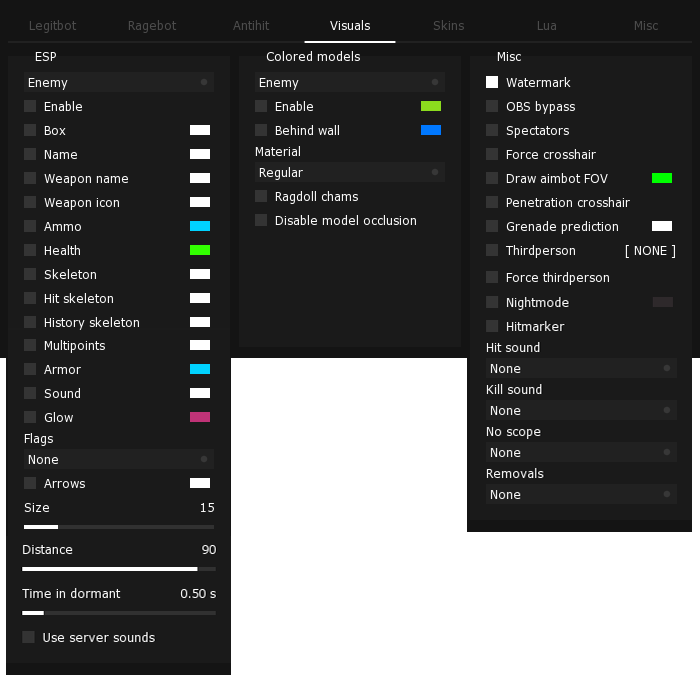 Legitbot Ragebot Antihit Visuals Skins Lua Misc
ESP
Enemy
Enable
Box
Name
Weapon name
Weapon icon
Ammo
Health
Skeleton
Hit skeleton
History skeleton
Multipoints
Armor
Sound
Glow
Flags
None
Arrows
Size 15
Distance 90
Time in dormant 0.50 s
Use server sounds
Colored models
Enemy
Enable
Behind wall
Material
Regular
Ragdoll chams
Disable model occlusion
Misc
Watermark
OBS bypass
Spectators
Force crosshair
Draw aimbot FOV
Penetration crosshair
Grenade prediction
Thirdperson [ NONE ]
Force thirdperson
Nightmode
Hitmarker
Hit sound
None
Kill sound
None
No scope
None
Removals
None